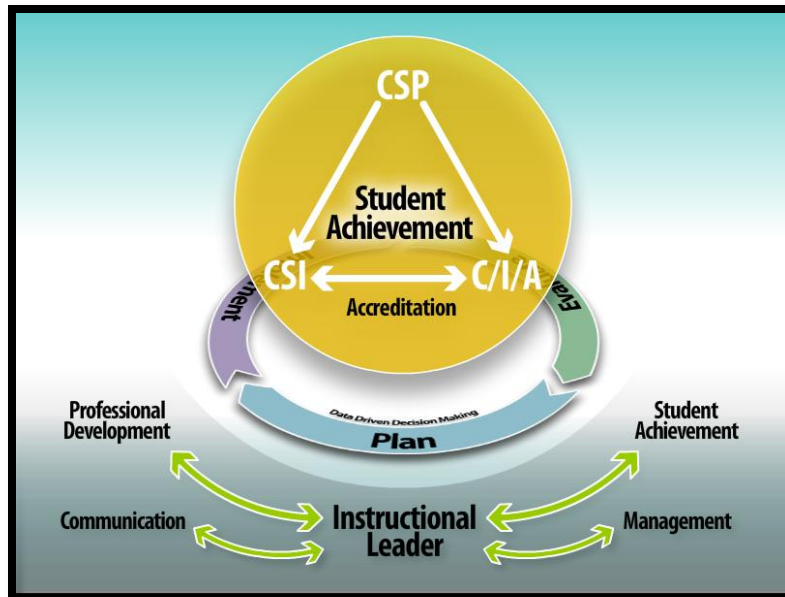 CSP
Student
Achievement
CSI
C/I/A
Accreditation
Data Driven Decision Making
Plan
Professional
Development
Student
Achievement
Communication
Instructional
Leader
Management